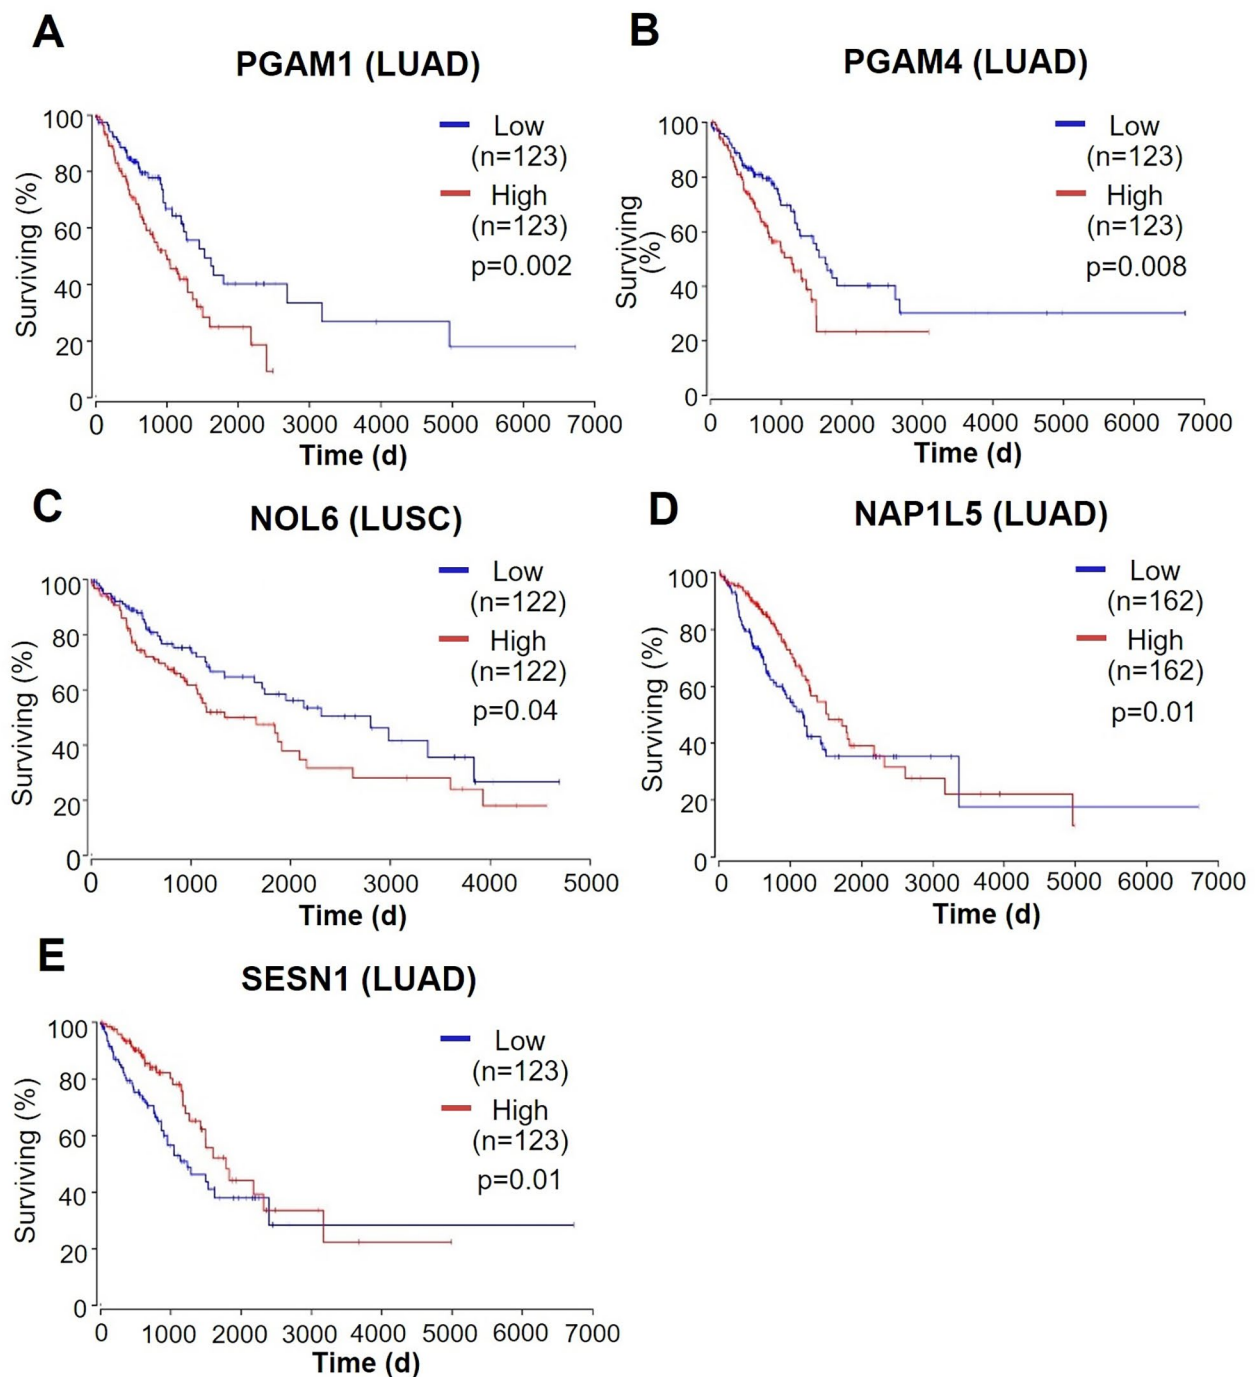 A
PGAM1 (LUAD)
Surviving (%)
100
80
60
40
20
0
Low
(n=123)
High
(n=123)
p=0.002
0 1000 2000 3000 4000 5000 6000 7000
Time (d)
B
PGAM4 (LUAD)
Surviving
(%)
100
80
60
40
20
0
Low
(n=123)
High
(n=123)
p=0.008
0 1000 2000 3000 4000 5000 6000 7000
Time (d)
C
NOL6 (LUSC)
Surviving (%)
100
80
60
40
20
0
Low
(n=122)
High
(n=122)
p=0.04
0 1000 2000 3000 4000 5000
Time (d)
D
NAP1L5 (LUAD)
Surviving (%)
100
80
60
40
20
0
Low
(n=162)
High
(n=162)
p=0.01
0 1000 2000 3000 4000 5000 6000 7000
Time (d)
E
SESN1 (LUAD)
Surviving (%)
100
80
60
40
20
0
Low
(n=123)
High
(n=123)
p=0.01
0 1000 2000 3000 4000 5000 6000 7000
Time (d)